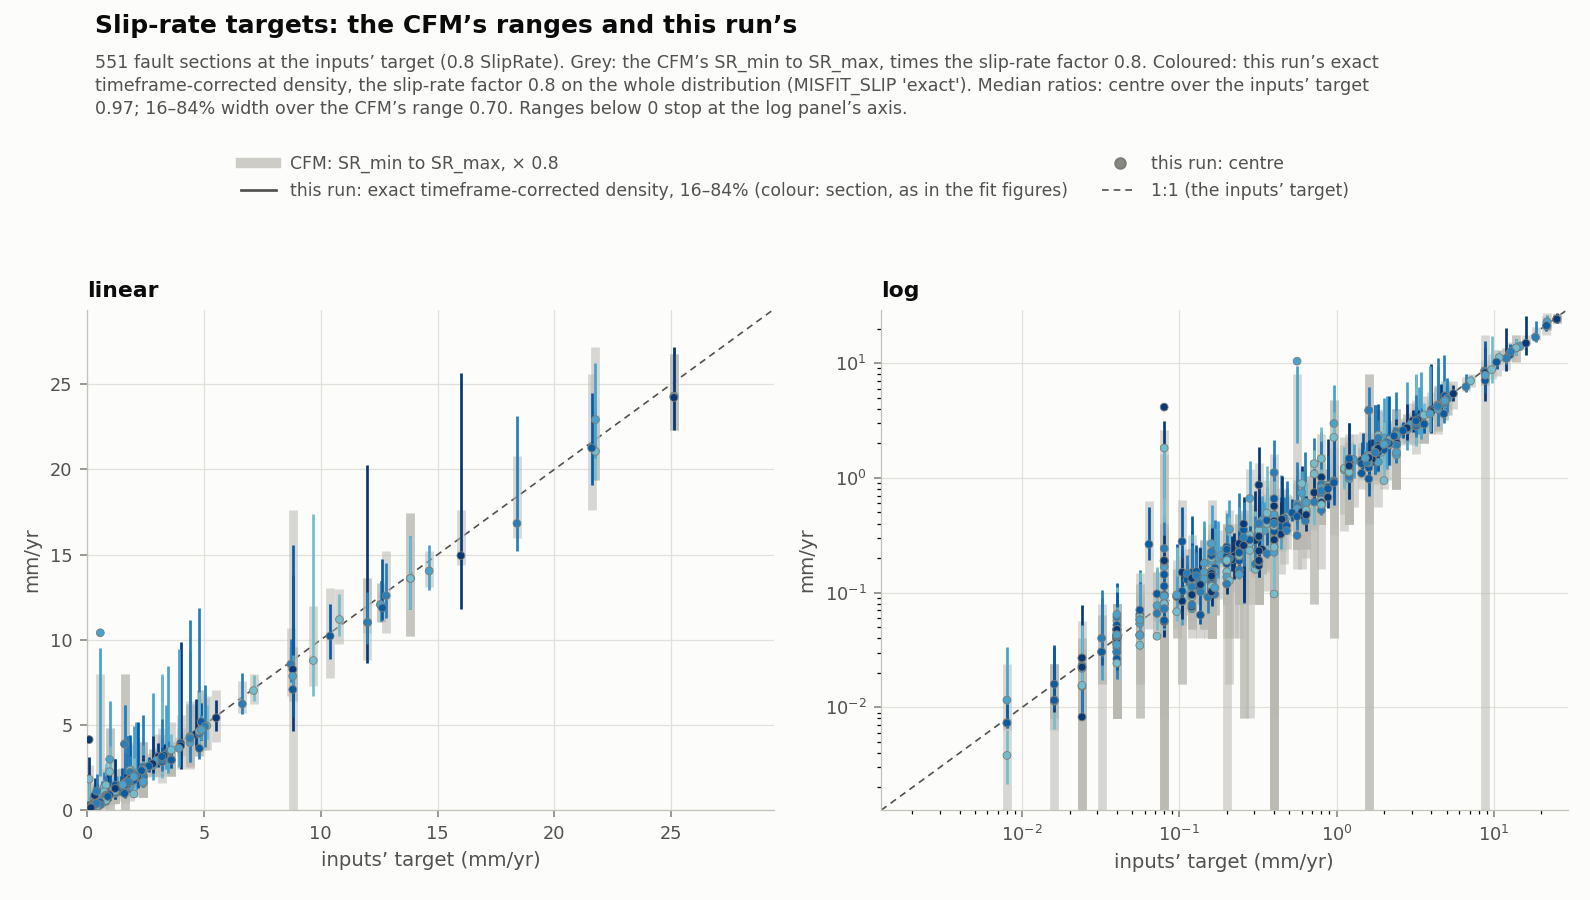 Slip-rate targets: the CFM’s ranges and this run’s
551 fault sections at the inputs’ target (0.8 SlipRate). Grey: the CFM’s SR_min to SR_max, times the slip-rate factor 0.8. Coloured: this run’s exact
timeframe-corrected density, the slip-rate factor 0.8 on the whole distribution (MISFIT_SLIP 'exact'). Median ratios: centre over the inputs’ target
0.97; 16–84% width over the CFM’s range 0.70. Ranges below 0 stop at the log panel’s axis.
CFM: SR_min to SR_max, × 0.8
this run: exact timeframe-corrected density, 16–84% (colour: section, as in the fit figures)
this run: centre
1:1 (the inputs’ target)
linear
25
20
15
10
5
0
mm/yr
0 5 10 15 20 25
inputs’ target (mm/yr)
log
10¹
10⁰
10⁻¹
10⁻²
mm/yr
10⁻² 10⁻¹ 10⁰ 10¹
inputs’ target (mm/yr)